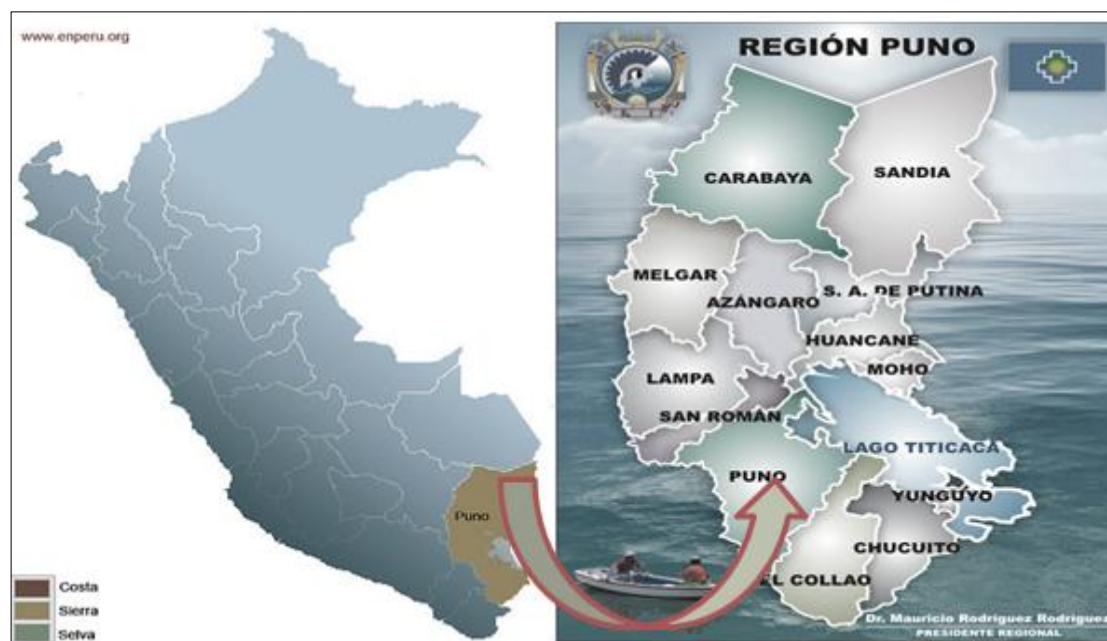 www.enperu.org
Puno
Costa
Sierra
Selva
REGIÓN PUNO
CARABAYA
SANDIA
MELGAR
AZÁNGARO
S. A. DE PUTINA
HUANCANE
MOHO
LAMPA
SAN ROMÁN
LAGO TITICACA
PUNO
YUNGUYO
CHUCUITO
EL COLLAO
Dr. Mauricio Rodriguez Rodriguez
PRESIDENTE REGIONAL